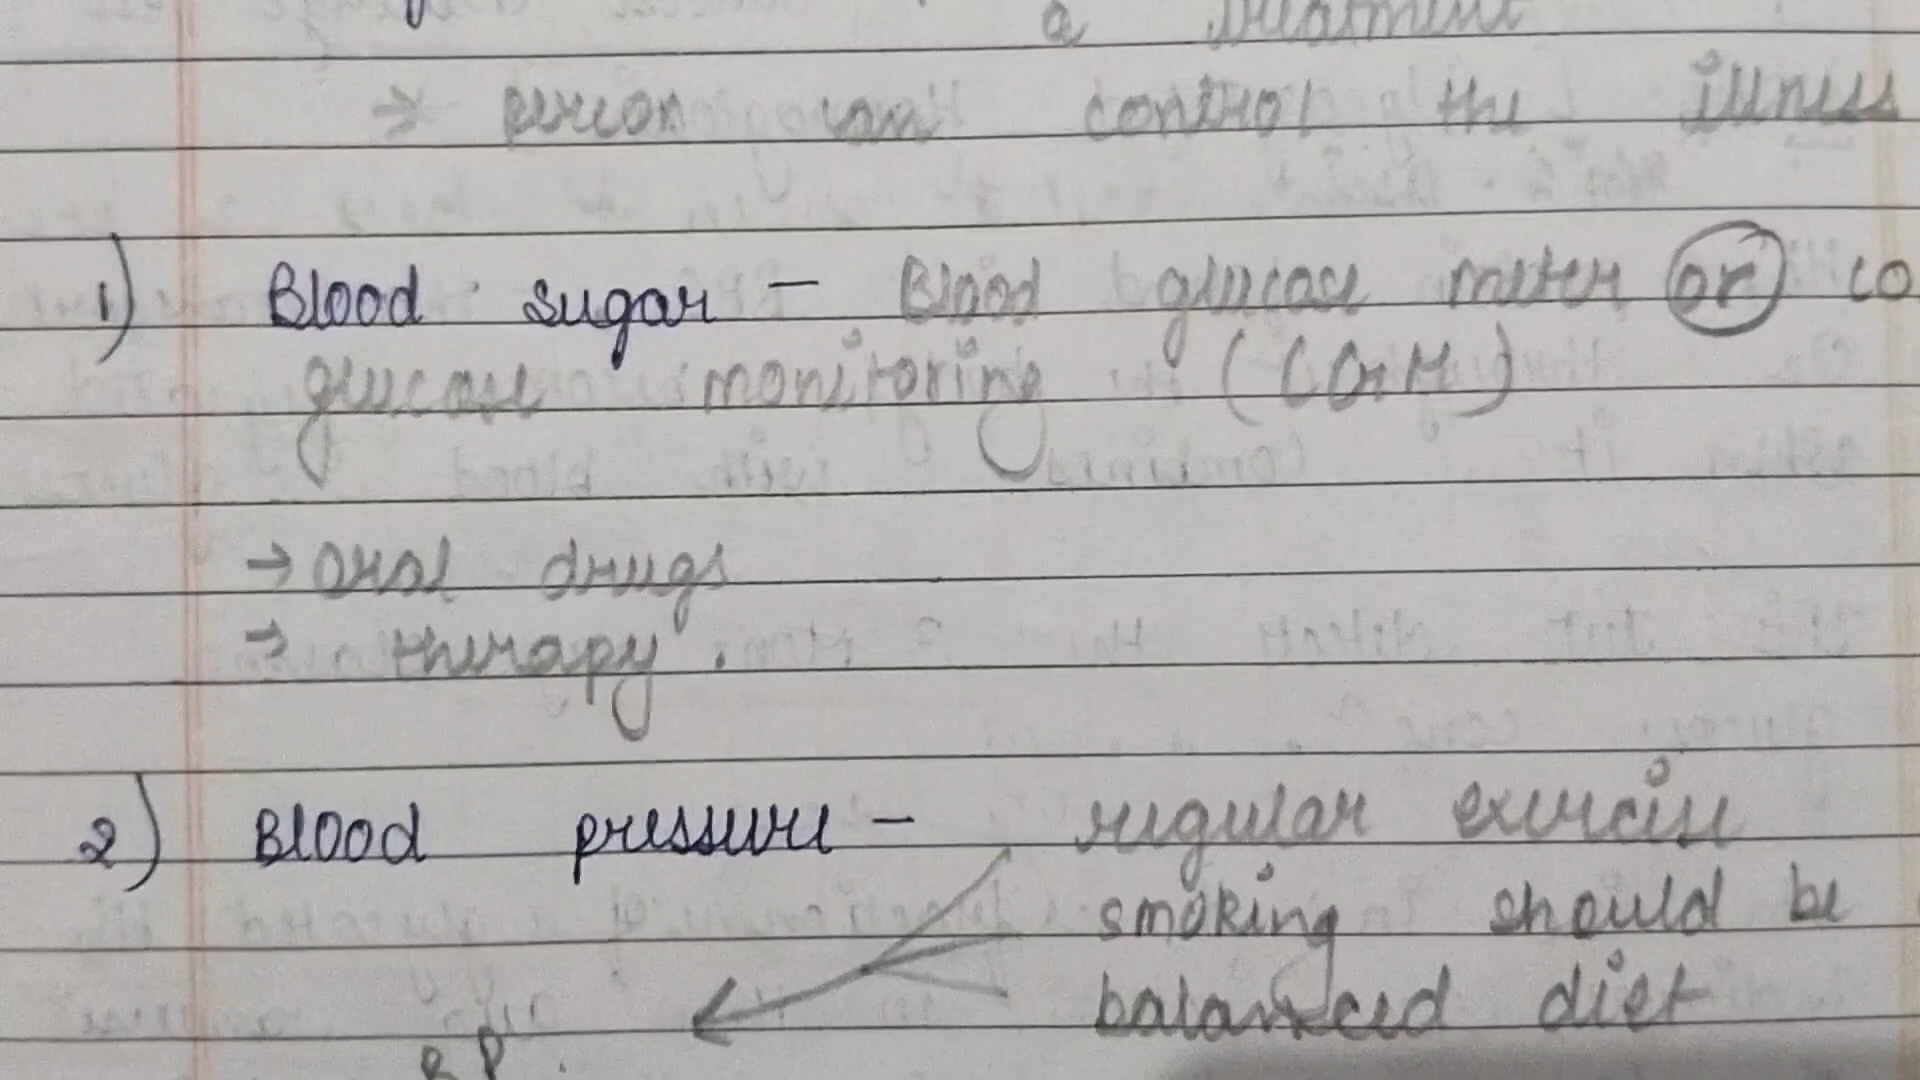 a treatment
→ person can control the illness
1) Blood sugar - Blood glucose meter or co
glucose monitoring (CGM)
→ oral drugs
→ therapy.
2) Blood pressure - regular exercise
smoking should be
balanced diet
B P